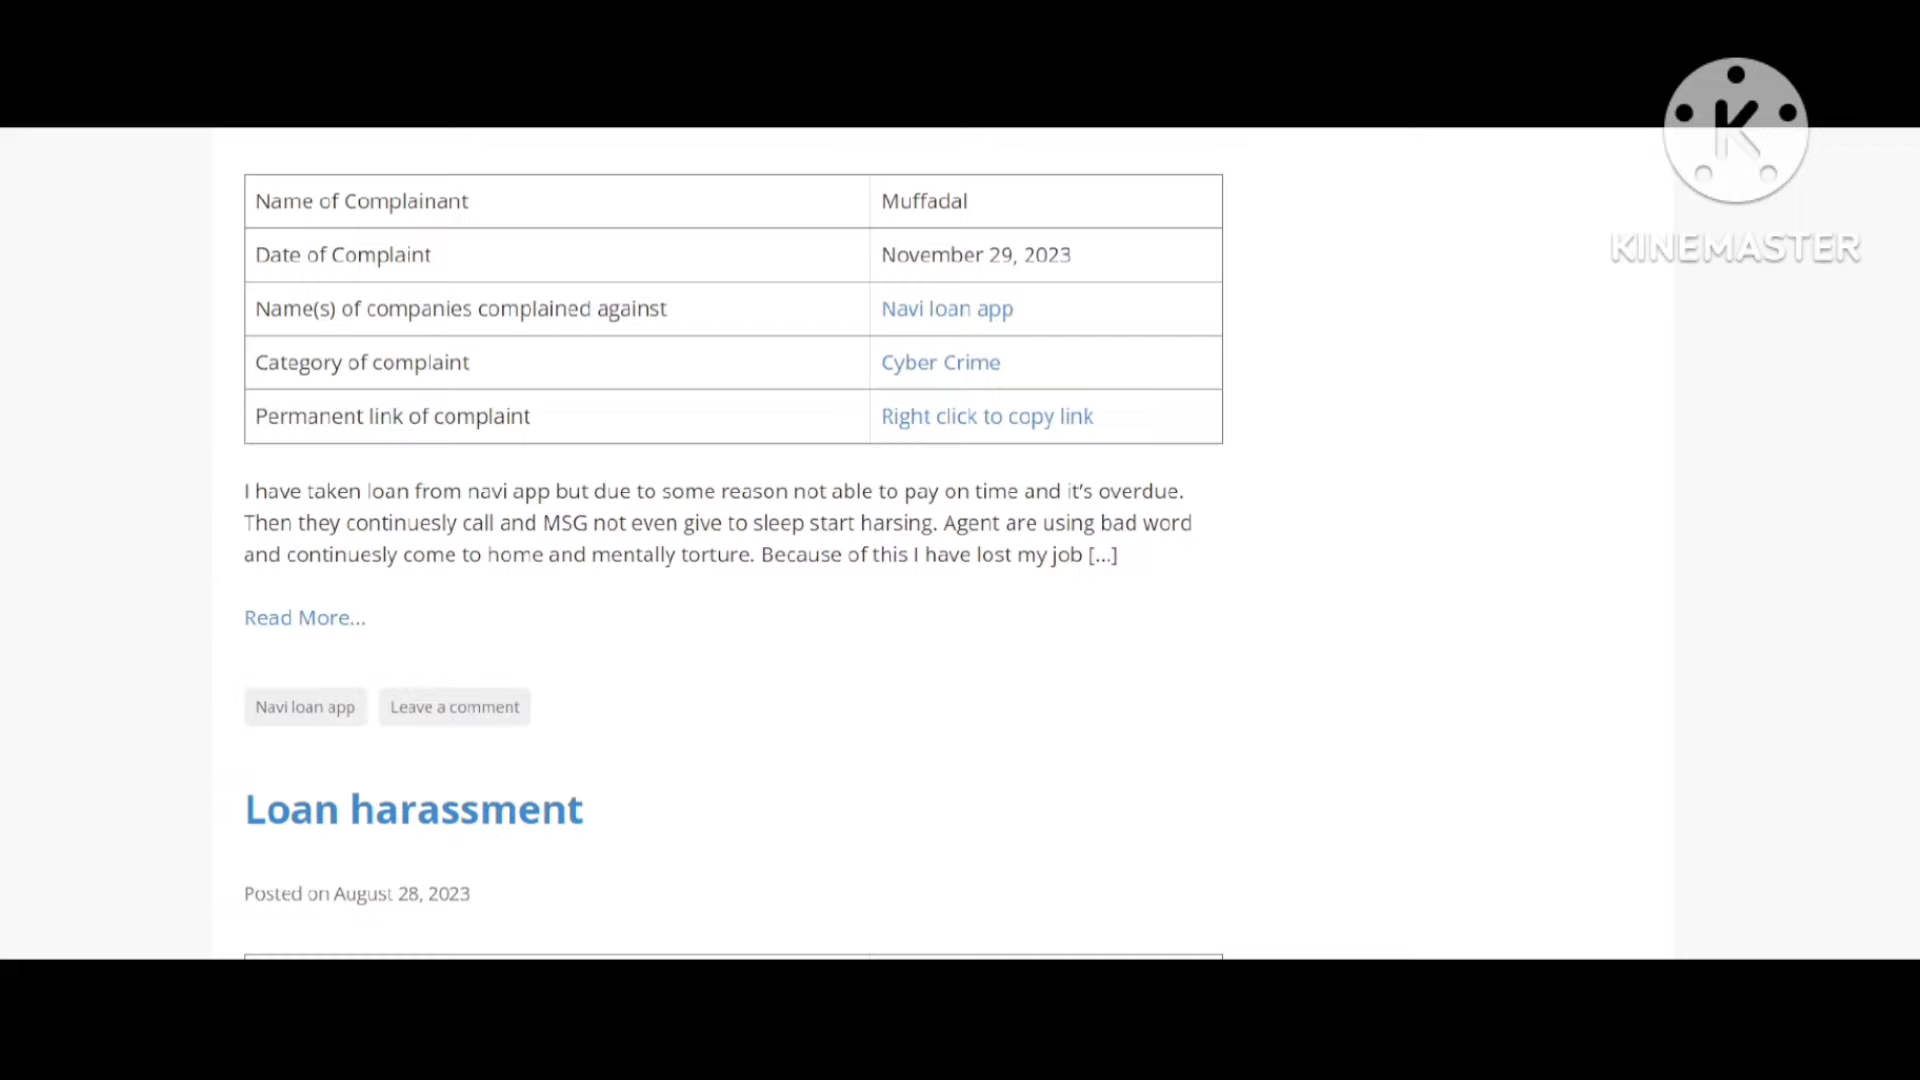 Name of Complainant Muffadal
Date of Complaint November 29, 2023
Name(s) of companies complained against Navi loan app
Category of complaint Cyber Crime
Permanent link of complaint Right click to copy link
I have taken loan from navi app but due to some reason not able to pay on time and it's overdue.
Then they continuesly call and MSG not even give to sleep start harsing. Agent are using bad word
and continuesly come to home and mentally torture. Because of this I have lost my job [...]
Read More...
Navi loan app Leave a comment
Loan harassment
Posted on August 28, 2023
K
KINEMASTER